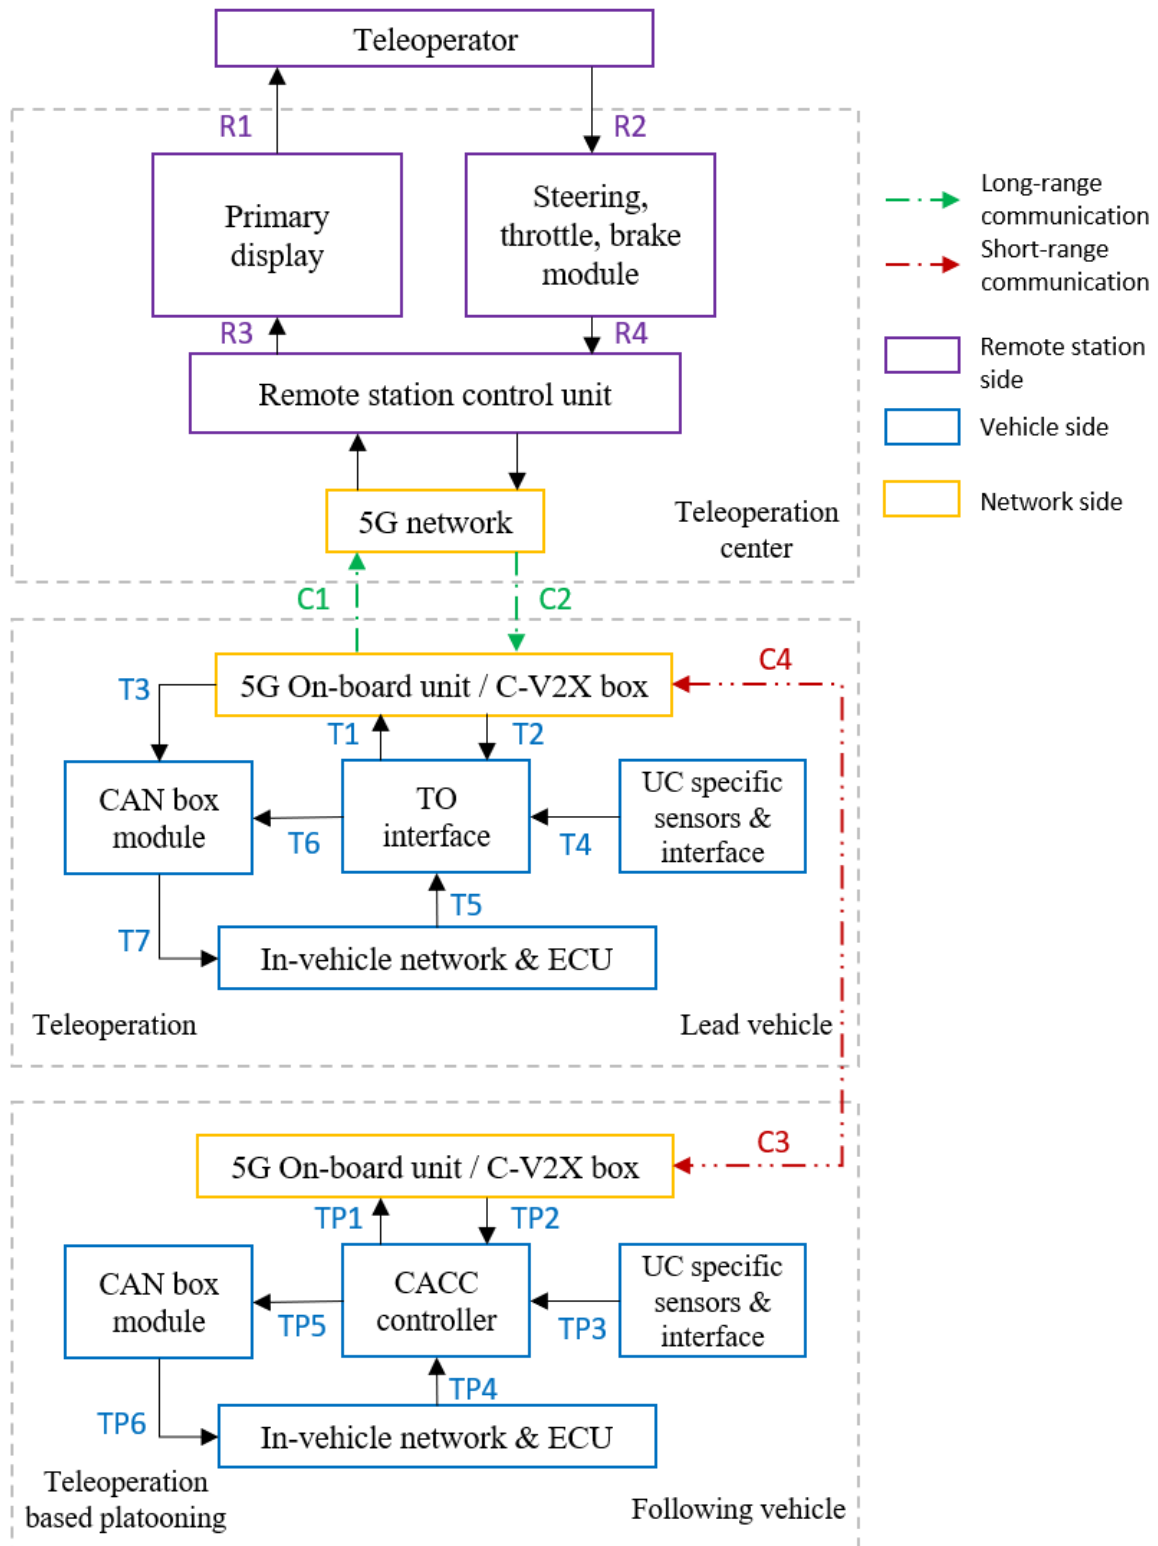 Teleoperator
R1
R2
Primary
display
Steering,
throttle, brake
module
R3
R4
Remote station control unit
5G network
Teleoperation
center
Long-range
communication
Short-range
communication
Remote station
side
Vehicle side
Network side
C1
C2
C4
5G On-board unit / C-V2X box
T3
T1
T2
CAN box
module
TO
interface
UC specific
sensors &
interface
T6
T4
T5
T7
In-vehicle network & ECU
Teleoperation
Lead vehicle
C3
5G On-board unit / C-V2X box
TP1
TP2
CAN box
module
CACC
controller
UC specific
sensors &
interface
TP5
TP3
TP4
TP6
In-vehicle network & ECU
Teleoperation
based platooning
Following vehicle